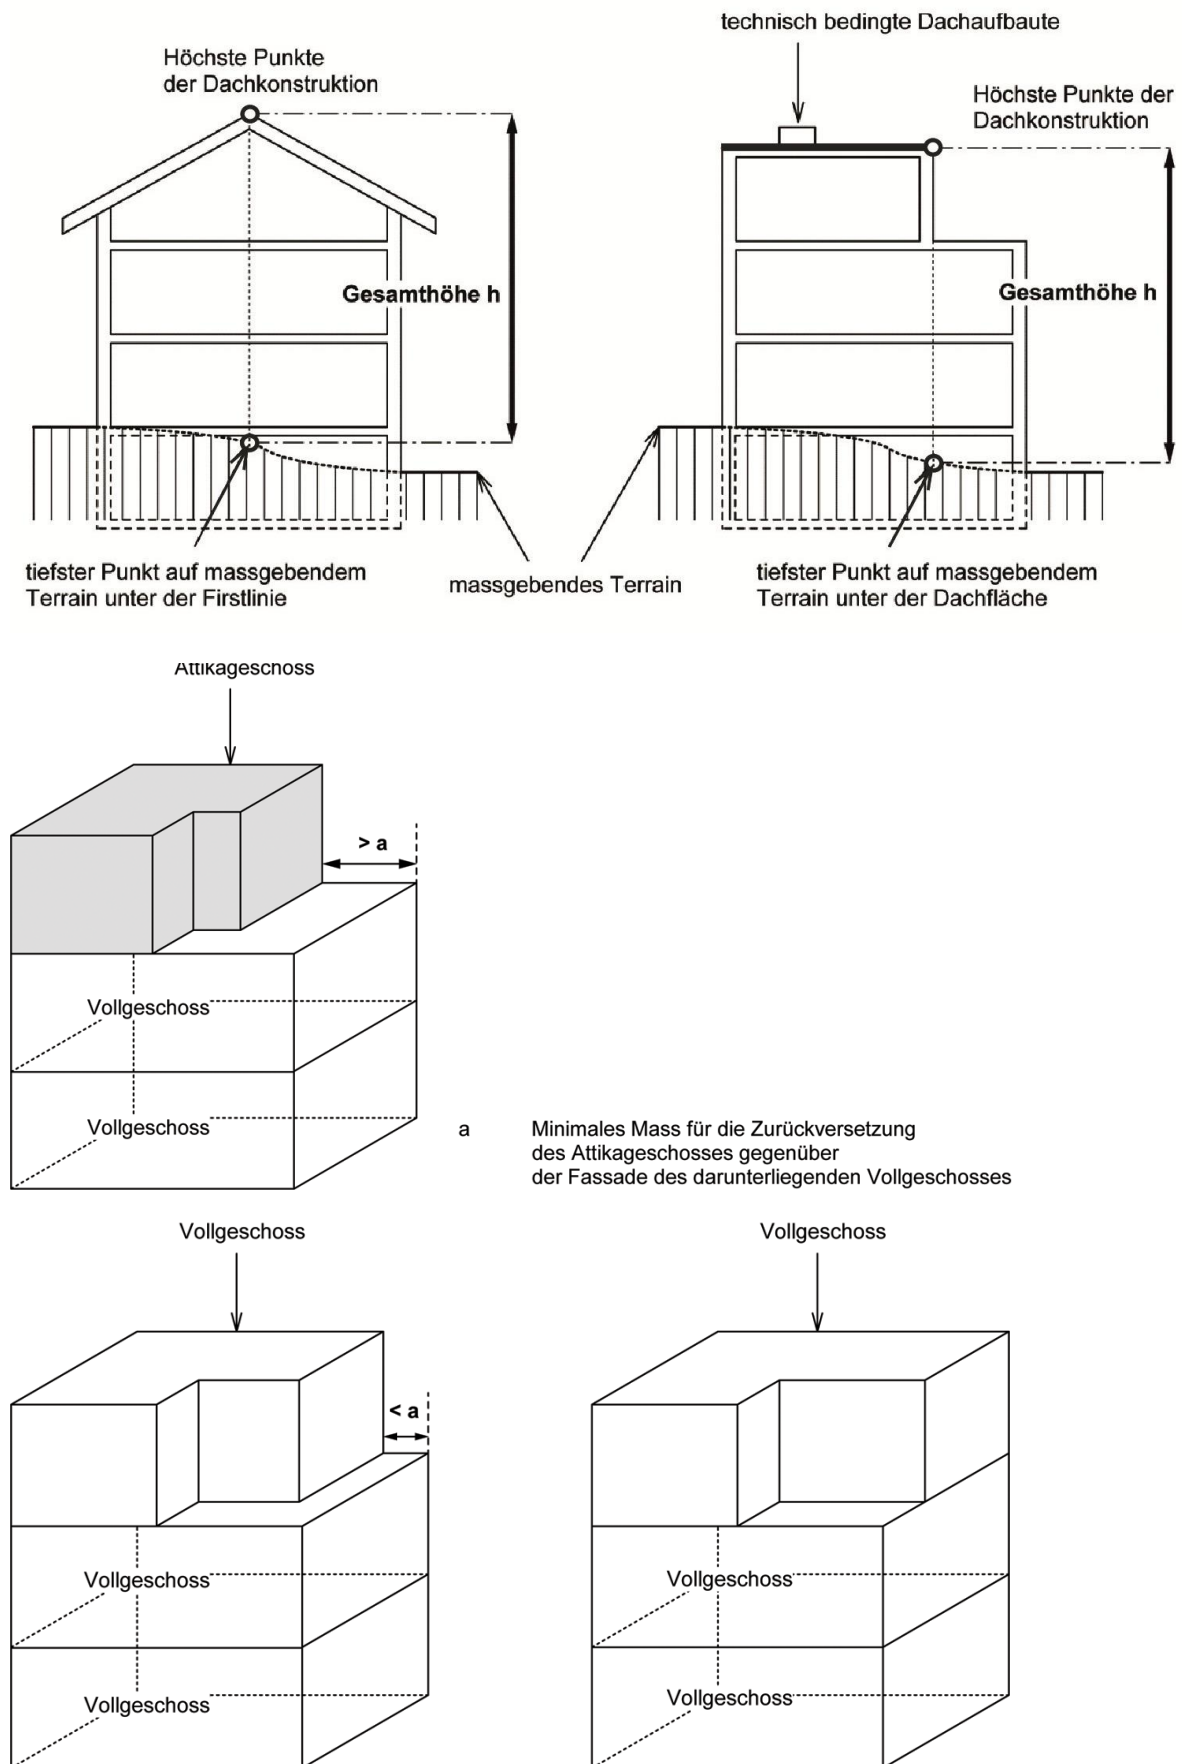 technisch bedingte Dachaufbaute
Höchste Punkte
der Dachkonstruktion
Höchste Punkte der
Dachkonstruktion
Gesamthöhe h
Gesamthöhe h
tiefster Punkt auf massgebendem
Terrain unter der Firstlinie
massgebendes Terrain
tiefster Punkt auf massgebendem
Terrain unter der Dachfläche
Attikageschoss
> a
Vollgeschoss
Vollgeschoss
a Minimales Mass für die Zurückversetzung
des Attikageschosses gegenüber
der Fassade des darunterliegenden Vollgeschosses
Vollgeschoss
< a
Vollgeschoss
Vollgeschoss
Vollgeschoss
Vollgeschoss
Vollgeschoss